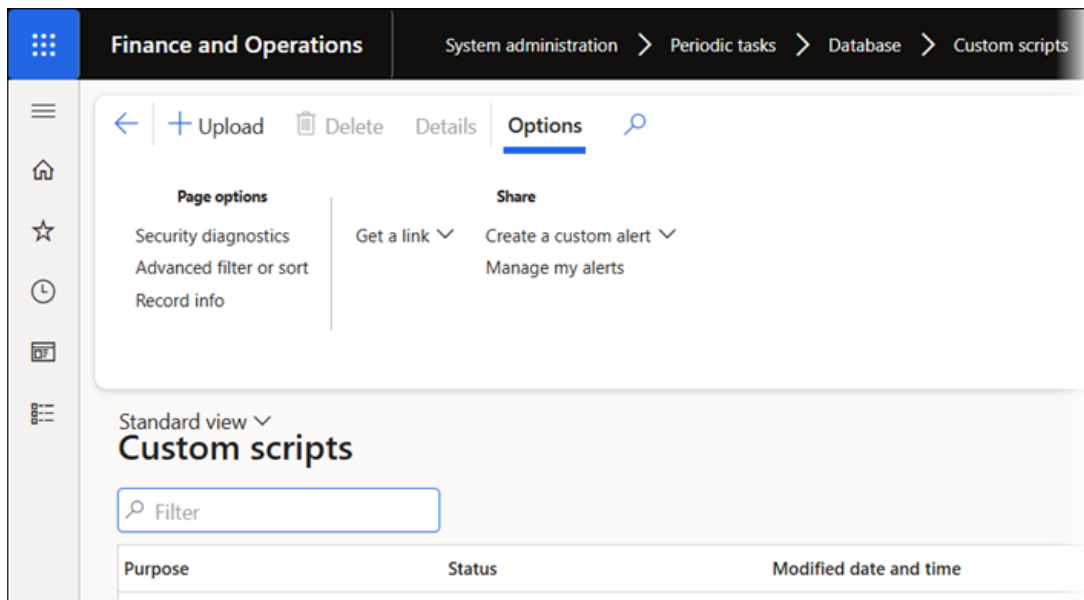 Finance and Operations System administration Periodic tasks Database Custom scripts
Upload Delete Details Options
Page options Share
Security diagnostics Get a link Create a custom alert
Advanced filter or sort Manage my alerts
Record info
Standard view
Custom scripts
Filter
Purpose Status Modified date and time